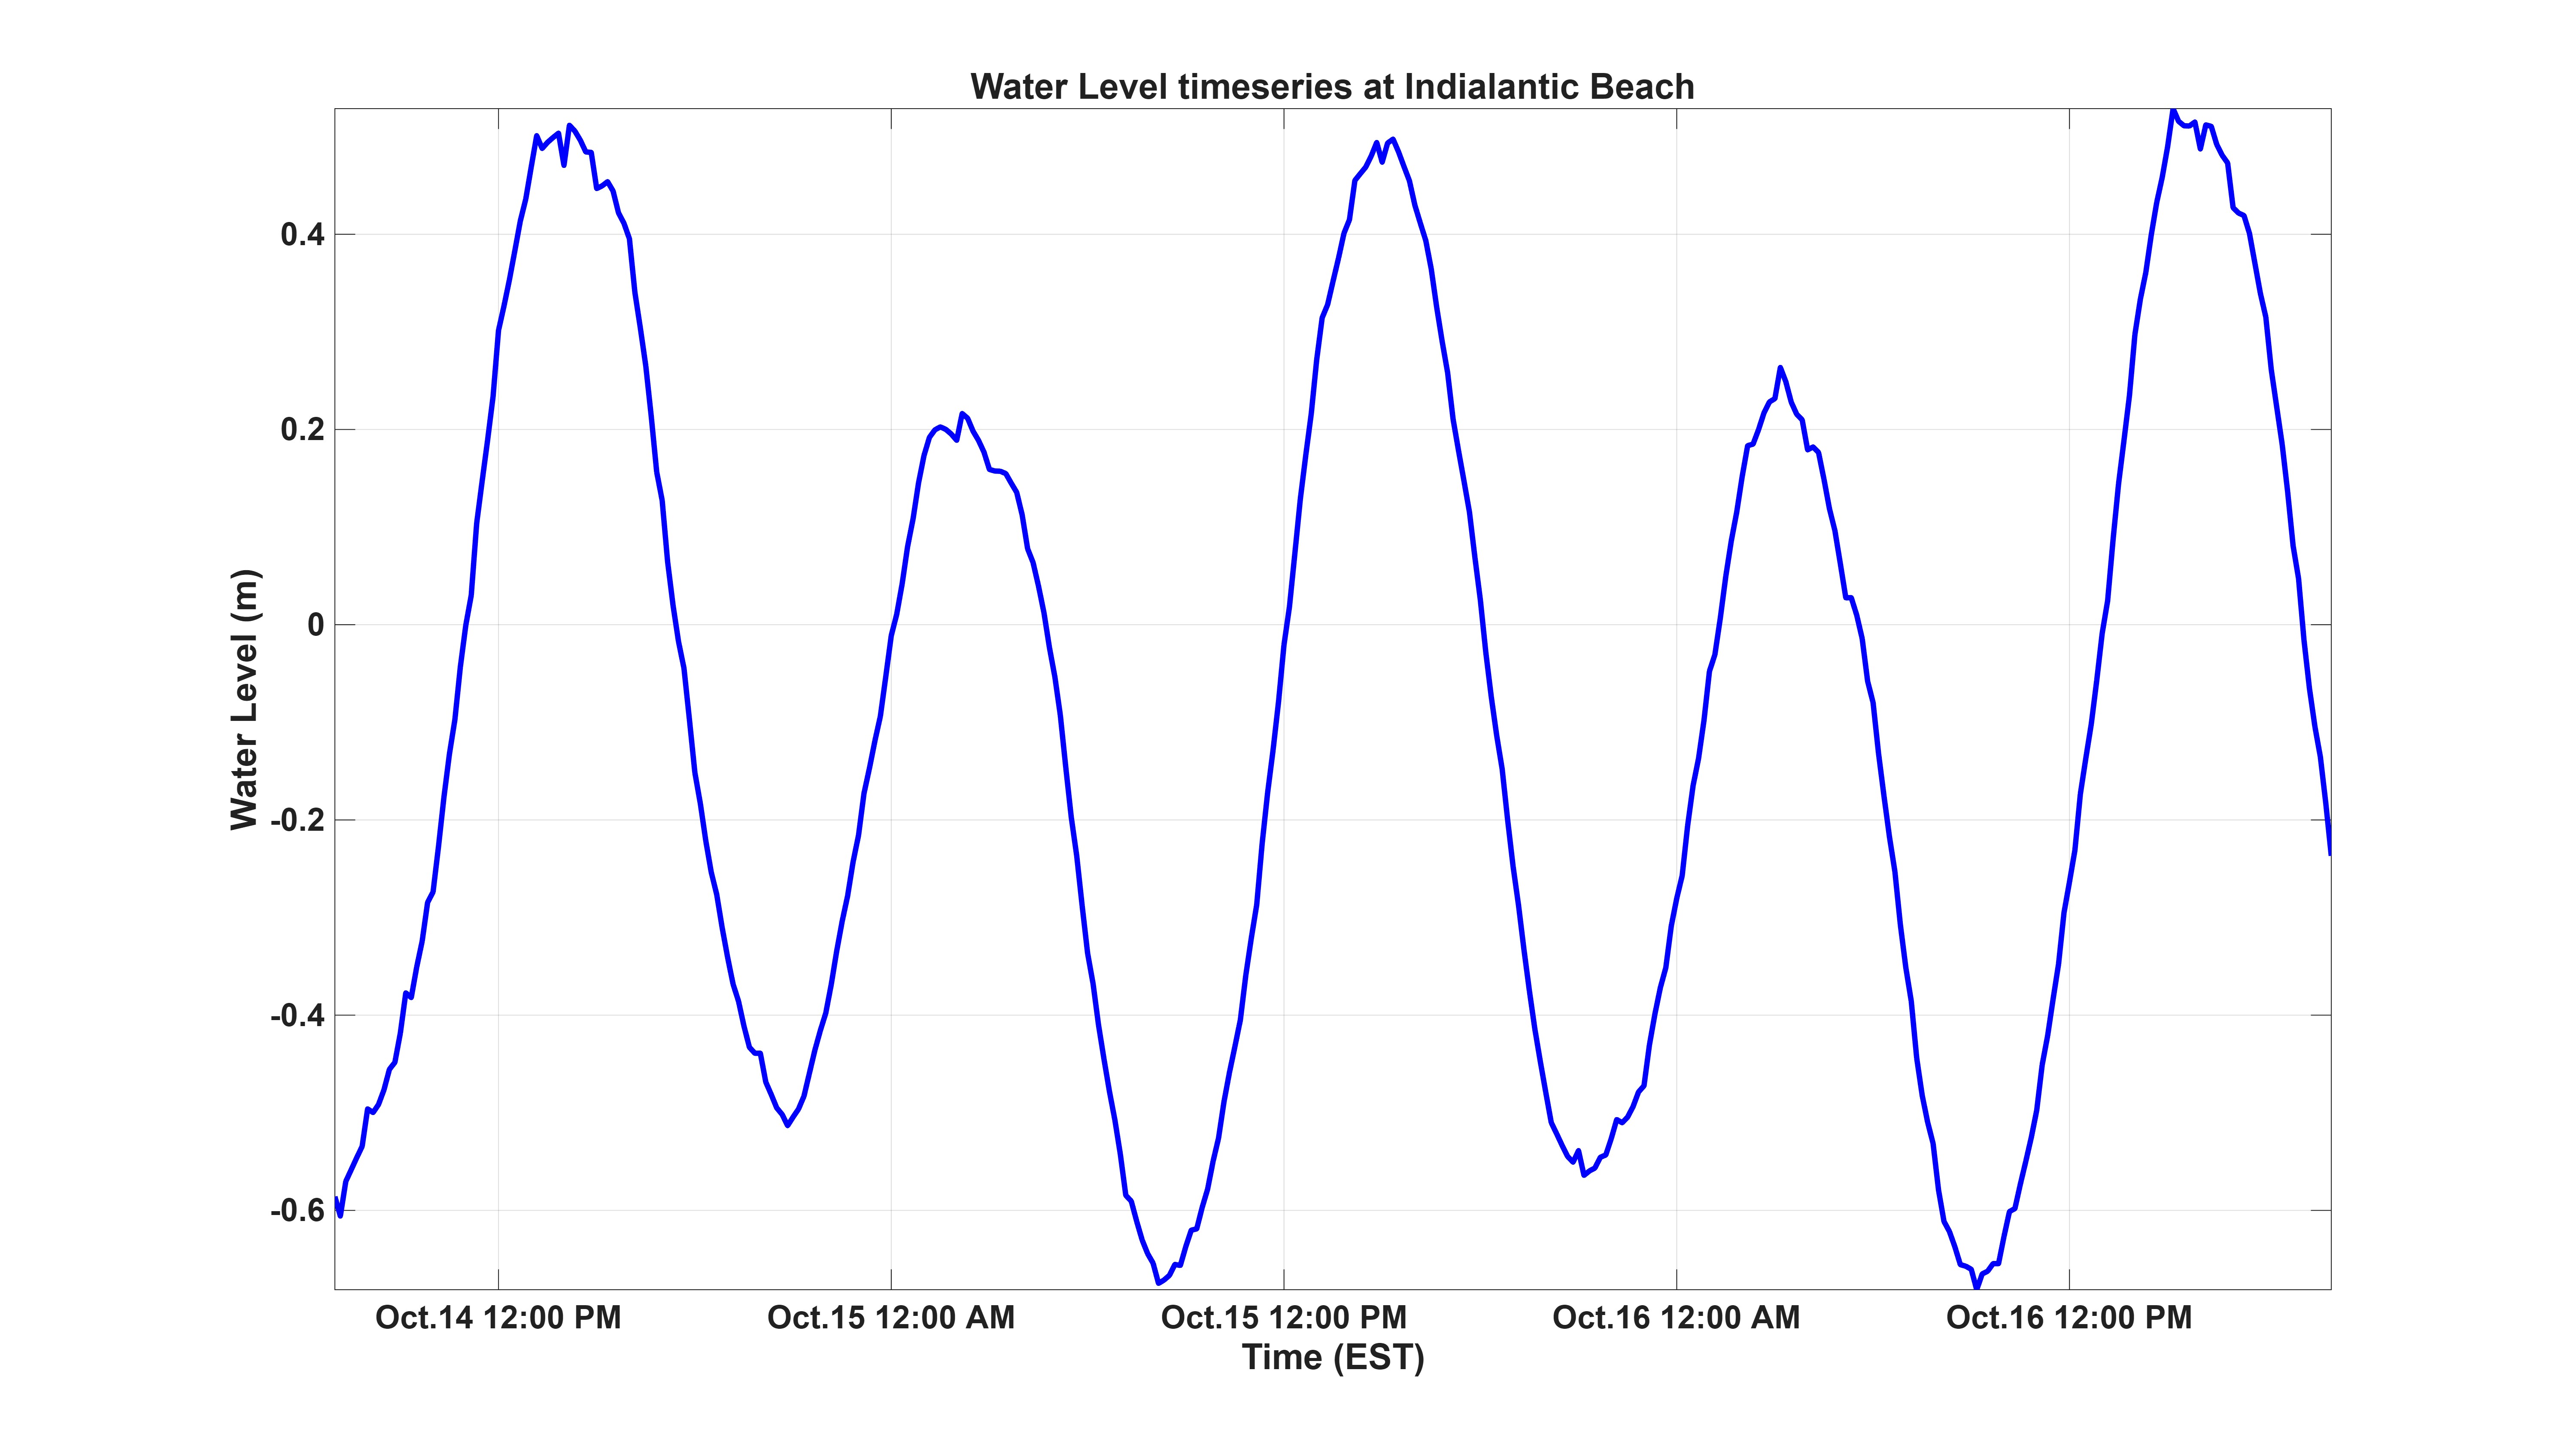 Water Level timeseries at Indialantic Beach
Water Level (m)
0.4
0.2
0
-0.2
-0.4
-0.6
Oct.14 12:00 PM
Oct.15 12:00 AM
Oct.15 12:00 PM
Oct.16 12:00 AM
Oct.16 12:00 PM
Time (EST)